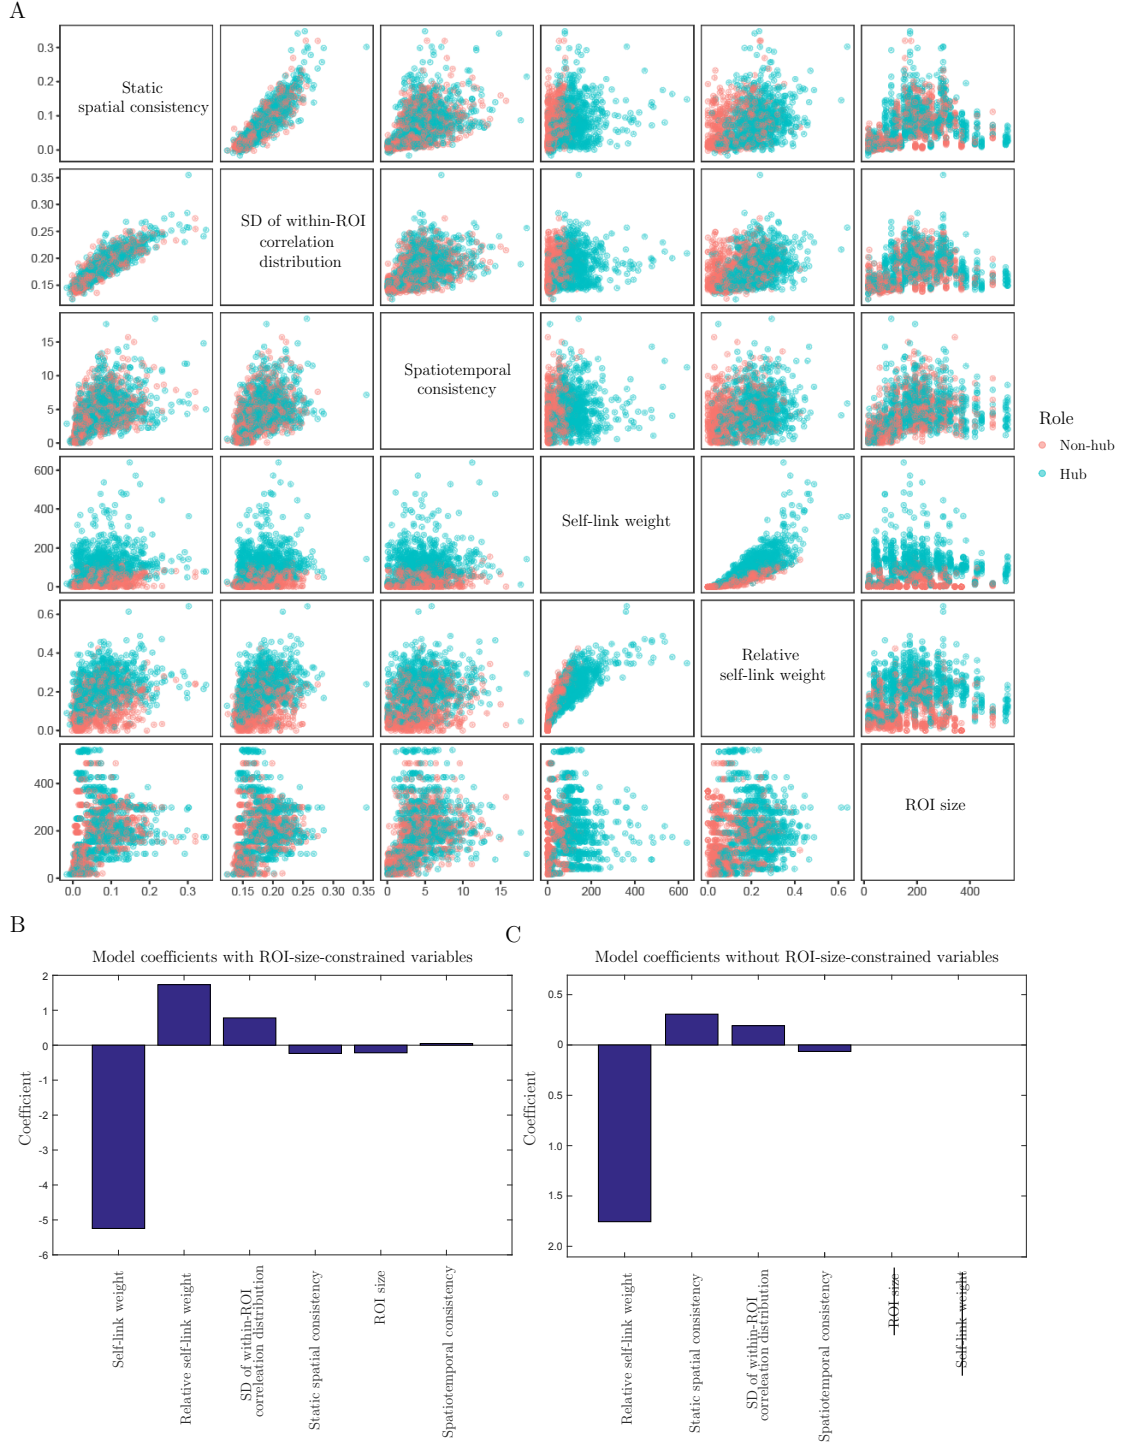 A
Static
spatial consistency
SD of within-ROI
correlation
distribution
Spatiotemporal
consistency
Self-link weight
Relative
self-link weight
ROI size
0.3
0.2
0.1
0.0
0.35
0.30
0.25
0.20
0.15
15
10
5
0
600
400
200
0
0.6
0.4
0.2
0.0
400
200
0
0.0 0.1 0.2 0.3
0.15 0.20 0.25 0.30 0.35
0 5 10 15
0 200 400 600
0.0 0.2 0.4 0.6
0 200 400
Role
Non-hub
Hub
B
Model coefficients with ROI-size-constrained variables
Coefficient
2
1
0
-1
-2
-3
-4
-5
-6
Self-link weight
Relative self-link weight
SD of within-ROI
correleation distribution
Static spatial consistency
ROI size
Spatiotemporal consistency
C
Model coefficients without ROI-size-constrained variables
Coefficient
0.5
0
0.5
1.0
1.5
2.0
Relative self-link weight
Static spatial consistency
SD of within-ROI
correleation distribution
Spatiotemporal consistency
ROI size
Self-link weight